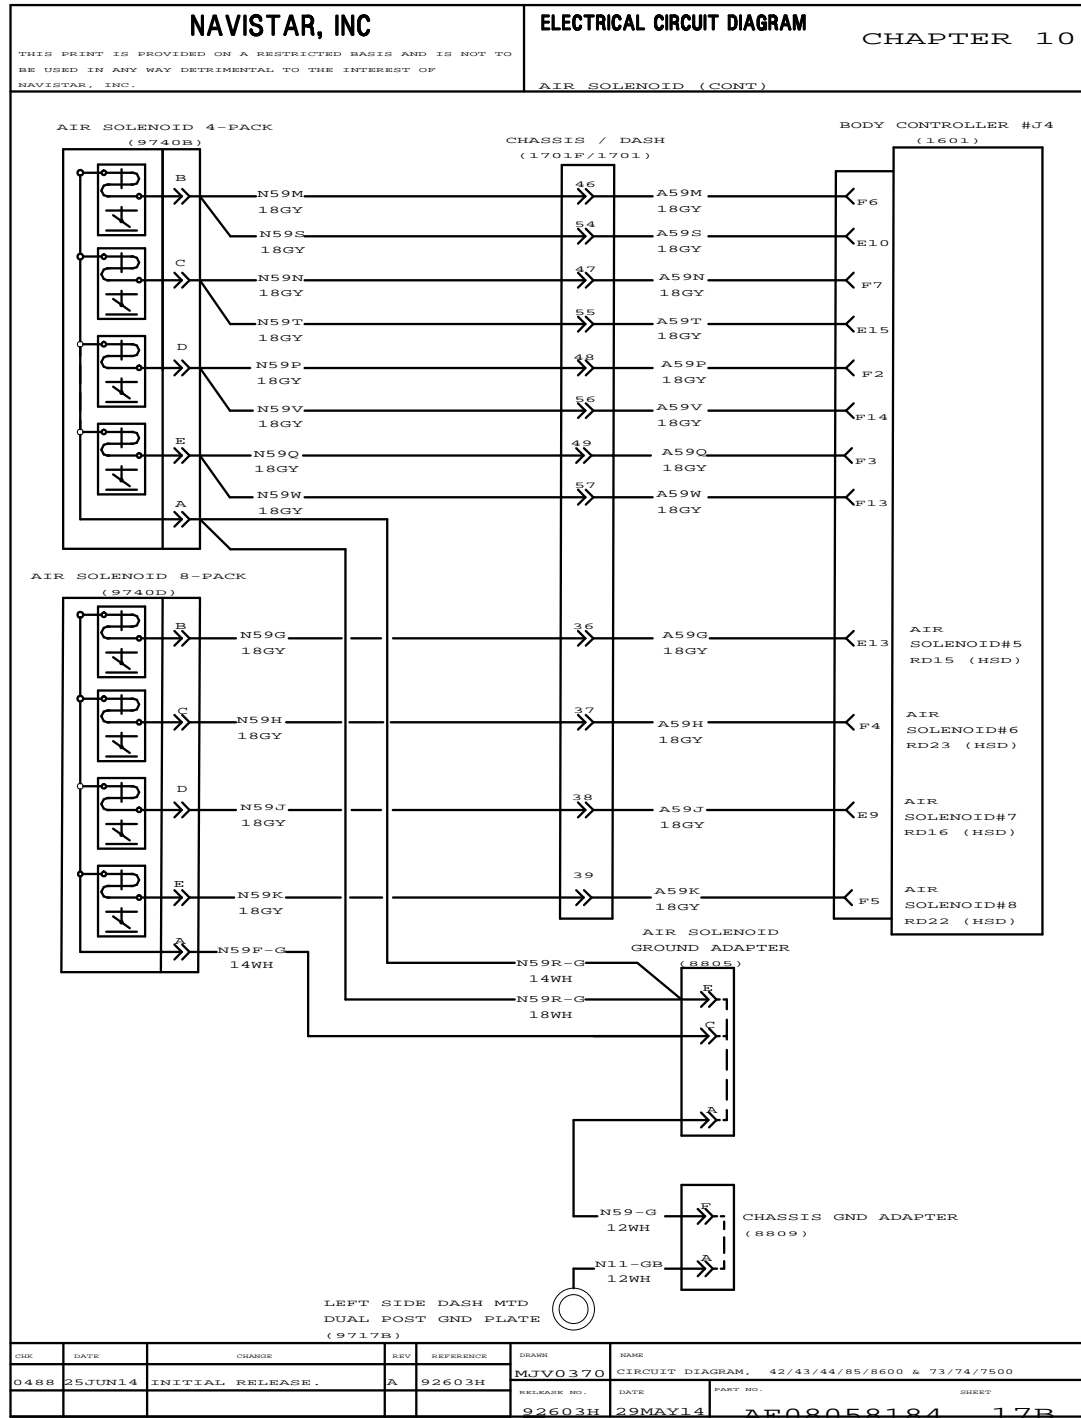 NAVISTAR, INC
THIS PRINT IS PROVIDED ON A RESTRICTED BASIS AND IS NOT TO
BE USED IN ANY WAY DETRIMENTAL TO THE INTEREST OF
NAVISTAR, INC.
ELECTRICAL CIRCUIT DIAGRAM
CHAPTER 10
AIR SOLENOID (CONT)
AIR SOLENOID 4-PACK
(9740B)
CHASSIS / DASH
(1701F/1701)
BODY CONTROLLER #J4
(1601)
B N59M 46 A59M F6
18GY 18GY
N59S 54 A59S E10
18GY 18GY
C N59N 47 A59N F7
18GY 18GY
N59T 55 A59T E15
18GY 18GY
D N59P 48 A59P F2
18GY 18GY
N59V 56 A59V F14
18GY 18GY
E N59Q 49 A59Q F3
18GY 18GY
N59W 57 A59W F13
18GY 18GY
A
AIR SOLENOID 8-PACK
(9740D)
B N59G 36 A59G E13
18GY 18GY
AIR
SOLENOID#5
RD15 (HSD)
C N59H 37 A59H F4
18GY 18GY
AIR
SOLENOID#6
RD23 (HSD)
D N59J 38 A59J E9
18GY 18GY
AIR
SOLENOID#7
RD16 (HSD)
E N59K 39 A59K F5
18GY 18GY
AIR
SOLENOID#8
RD22 (HSD)
A N59F-G
14WH
AIR SOLENOID
GROUND ADAPTER
(8805)
N59R-G
14WH
E
N59R-G
18WH
C
A
N59-G F
12WH
CHASSIS GND ADAPTER
(8809)
N11-GB A
12WH
LEFT SIDE DASH MTD
DUAL POST GND PLATE
(9717B)
CHK DATE CHANGE REV REFERENCE DRAWN NAME
0488 25JUN14 INITIAL RELEASE. A 92603H MJV0370 CIRCUIT DIAGRAM, 42/43/44/85/8600 & 73/74/7500
RELEASE NO. DATE PART NO. SHEET
92603H 29MAY14 AE08058184 17B